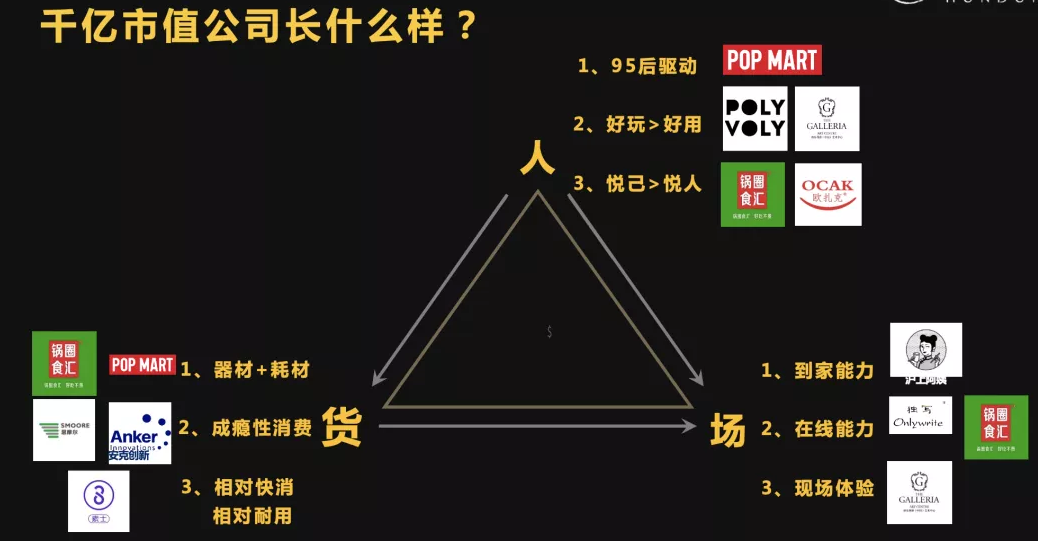 千亿市值公司长什么样？
1、95后驱动
POP MART
2、好玩>好用
POLY
VOLY
THE
GALLERIA
人
3、悦己>悦人
锅圈
食汇
OCAK
欧扎克
锅圈
食汇
POP MART
1、器材+耗材
SMOORE
思摩尔
Anker
Innovations
安克创新
2、成瘾性消费
货
3、相对快消
相对耐用
$
1、到家能力
沪上阿姨
场
2、在线能力
独写
Onlywrite
锅圈
食汇
3、现场体验
THE
GALLERIA